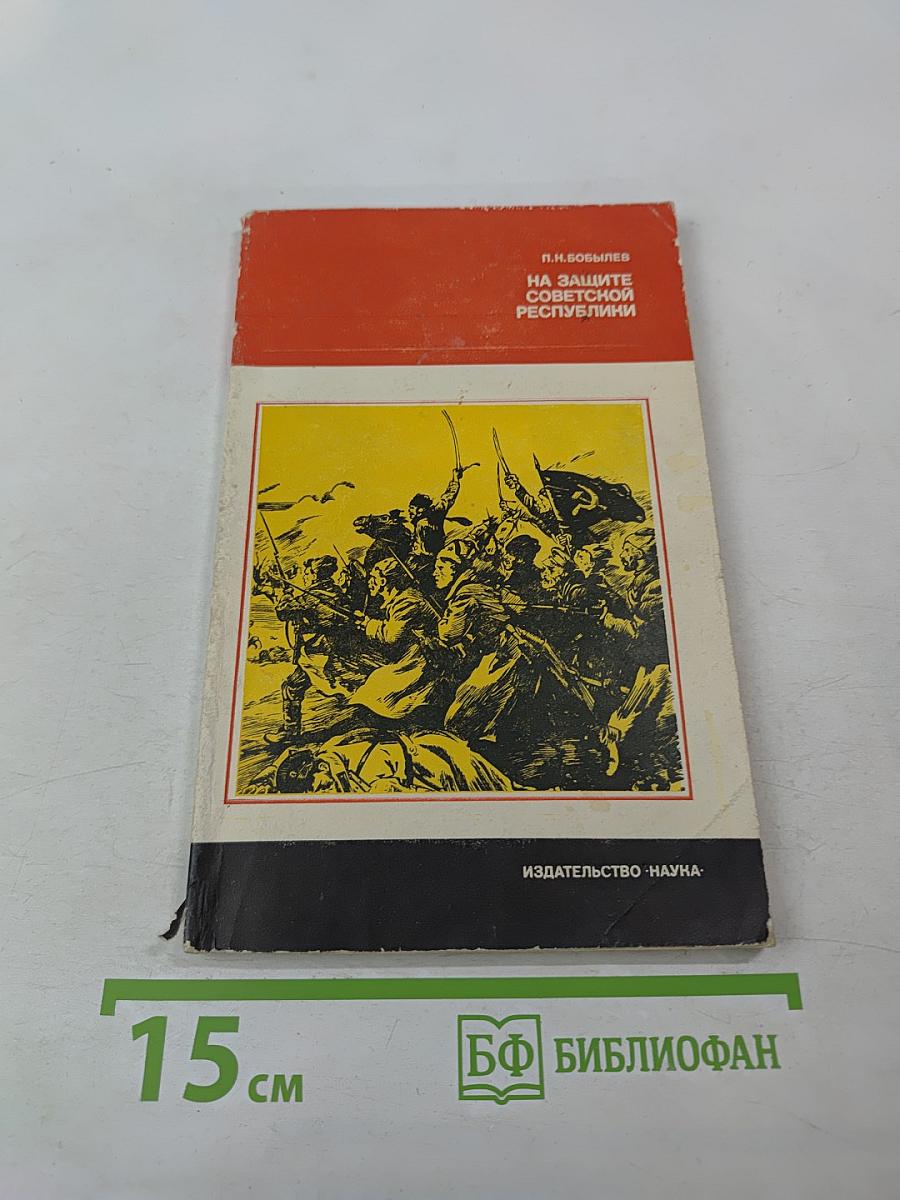 П.Н.БОБЫЛЕВ
НА ЗАЩИТЕ
СОВЕТСКОЙ
РЕСПУБЛИКИ
ИЗДАТЕЛЬСТВО ·НАУКА·
15 см
БФ БИБЛИОФАН